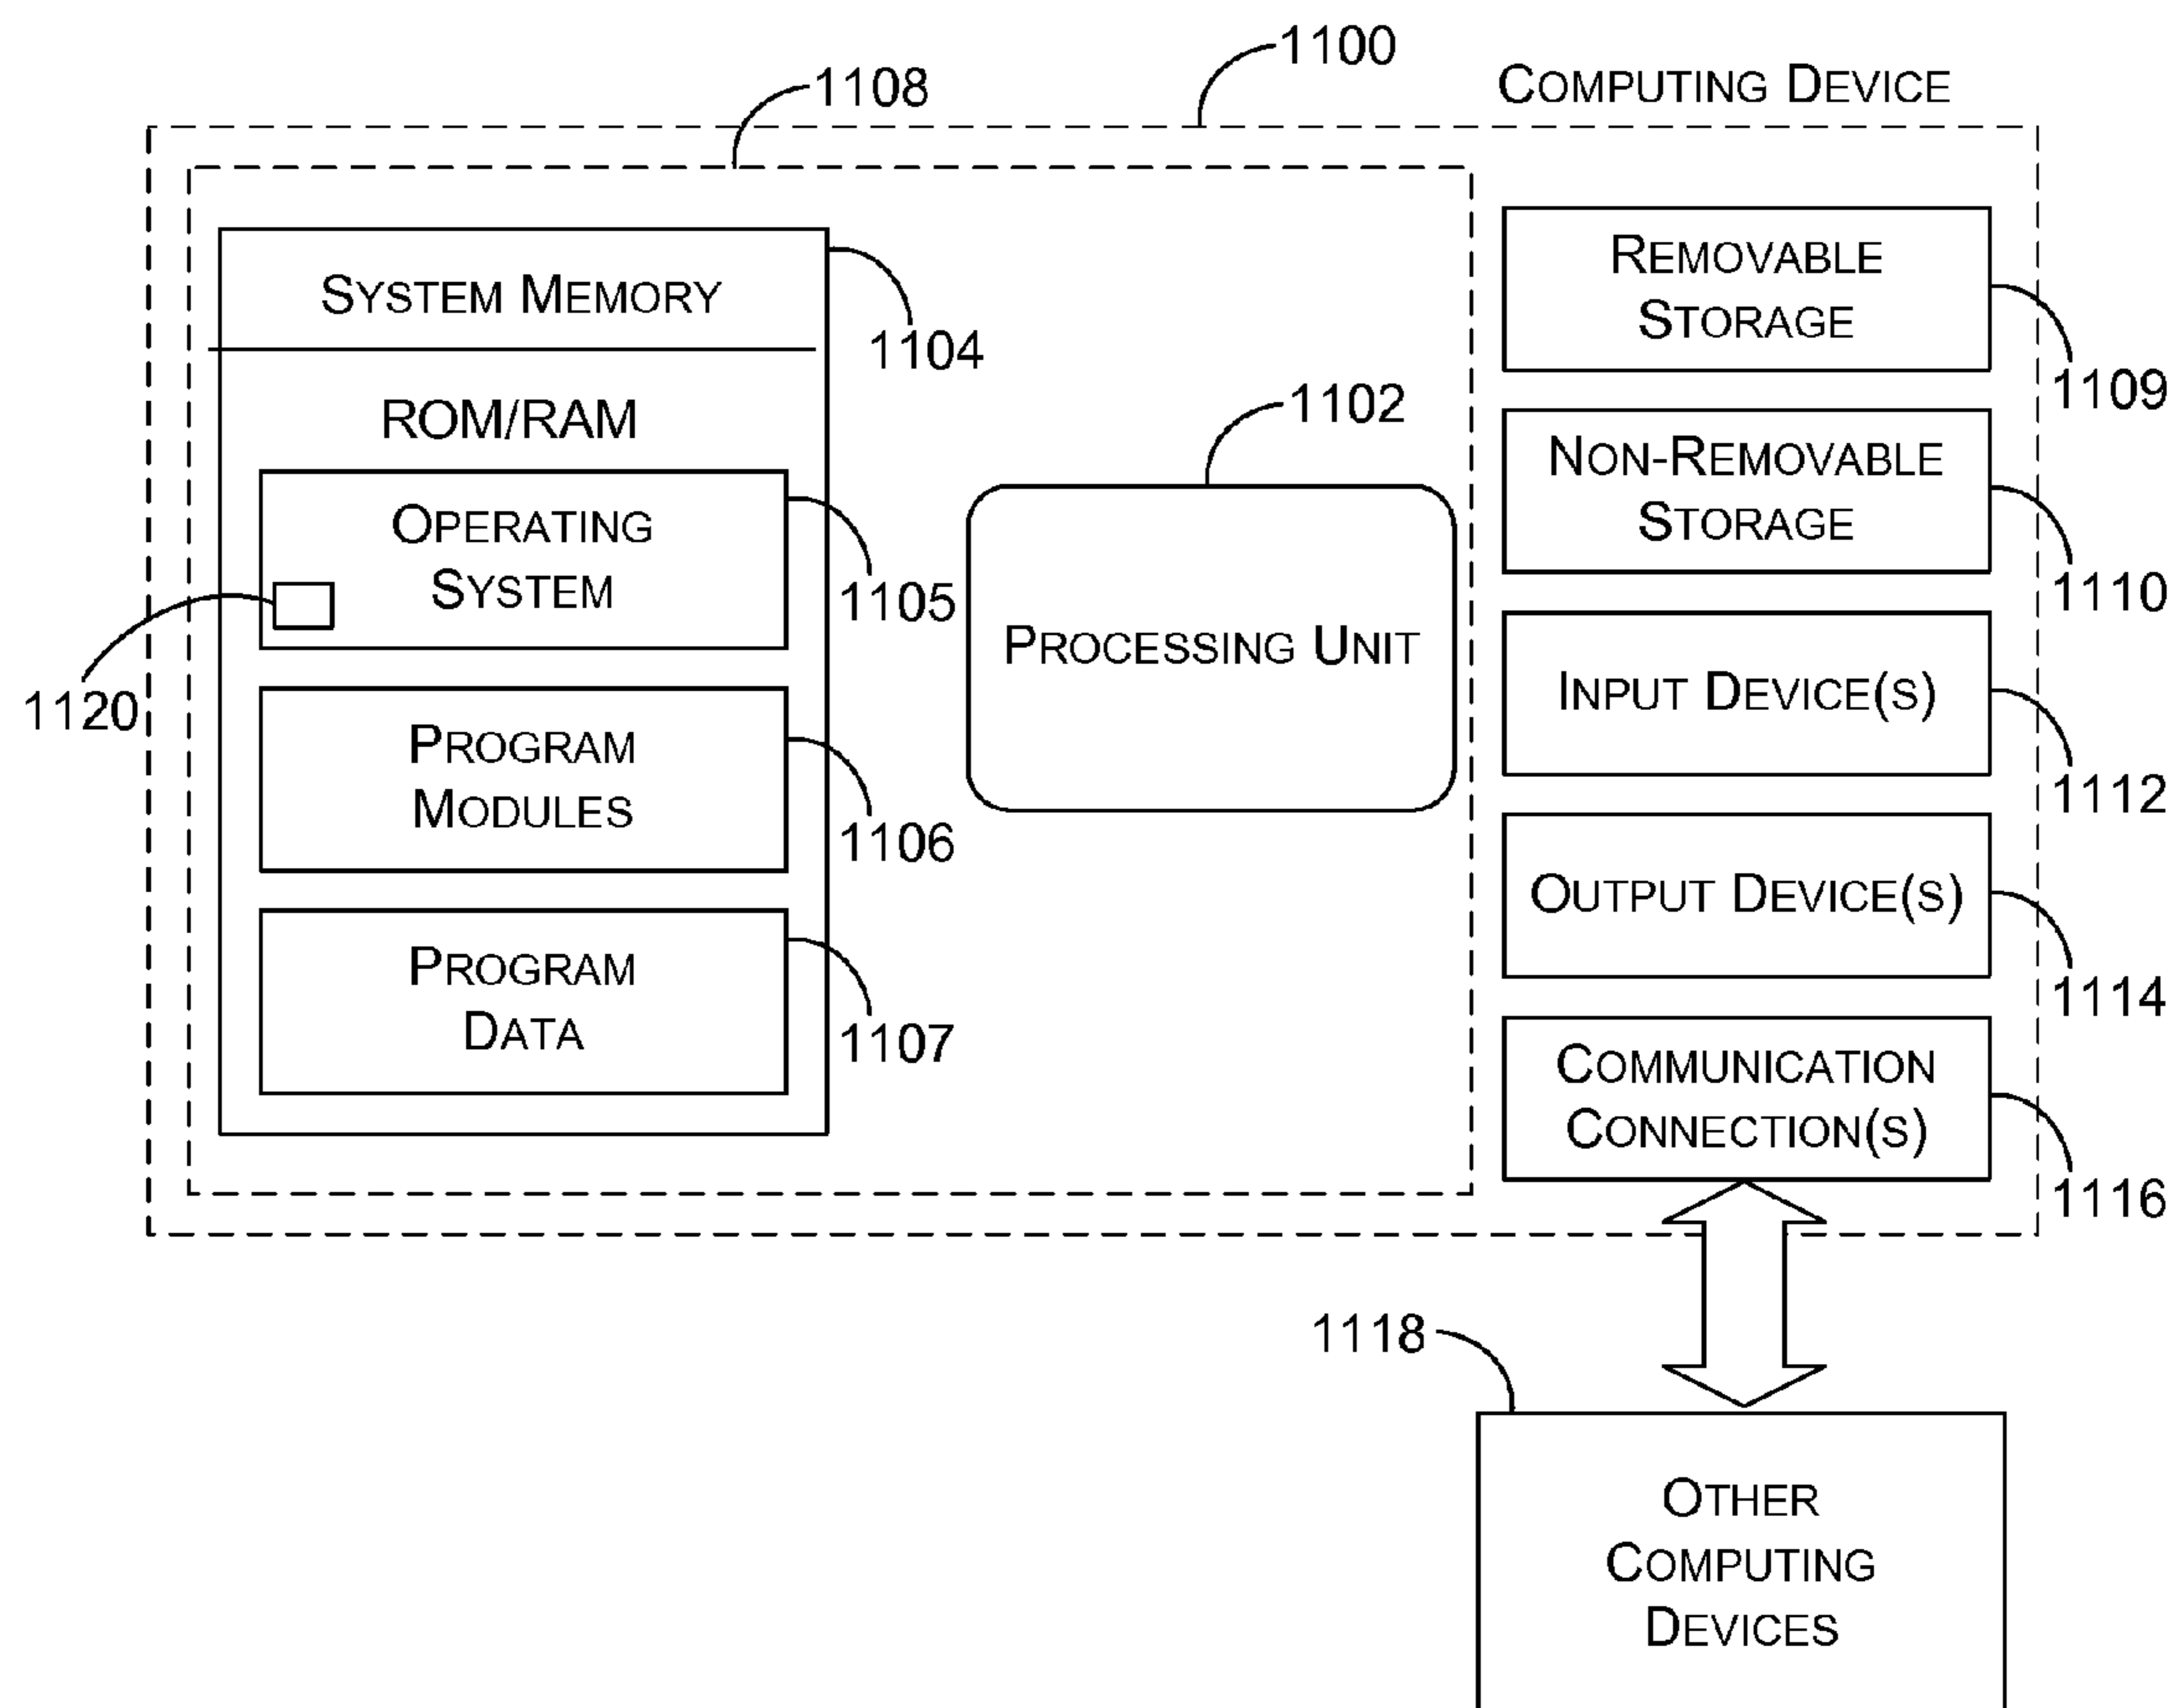 1100
COMPUTING DEVICE
1108
SYSTEM MEMORY
1104
ROM/RAM
OPERATING
SYSTEM
1105
1120
PROGRAM
MODULES
1106
PROGRAM
DATA
1107
1102
PROCESSING UNIT
REMOVABLE
STORAGE
1109
NON-REMOVABLE
STORAGE
1110
INPUT DEVICE(S)
1112
OUTPUT DEVICE(S)
1114
COMMUNICATION
CONNECTION(S)
1116
1118
OTHER
COMPUTING
DEVICES